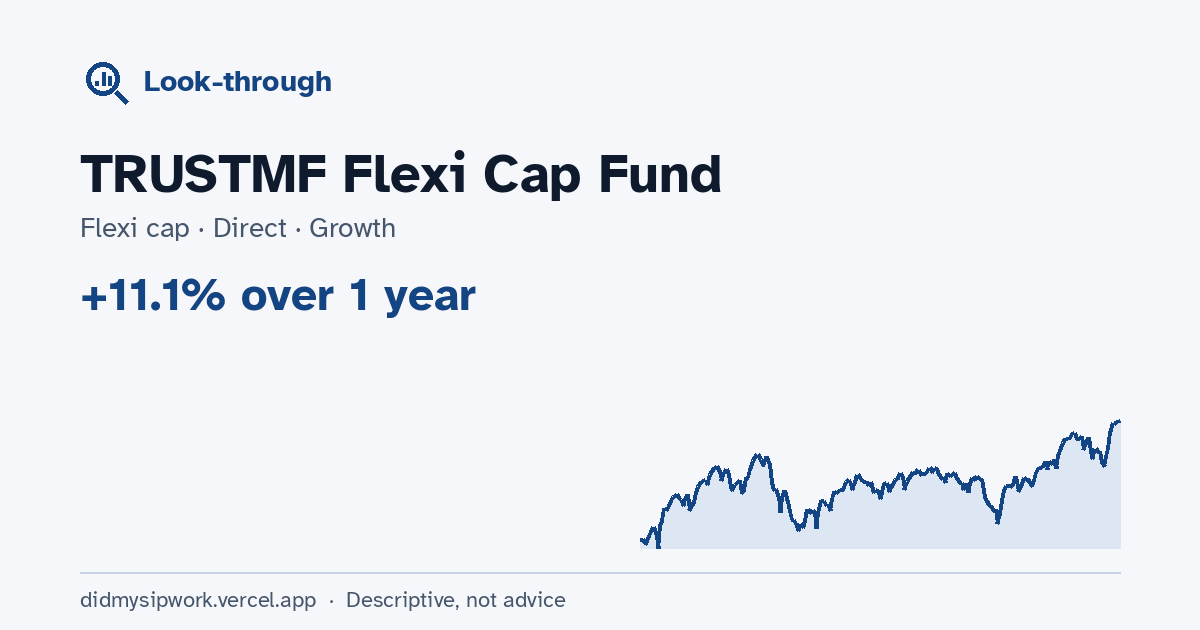 Look-through
TRUSTMF Flexi Cap Fund
Flexi cap · Direct · Growth
+11.1% over 1 year
didmysipwork.vercel.app · Descriptive, not advice